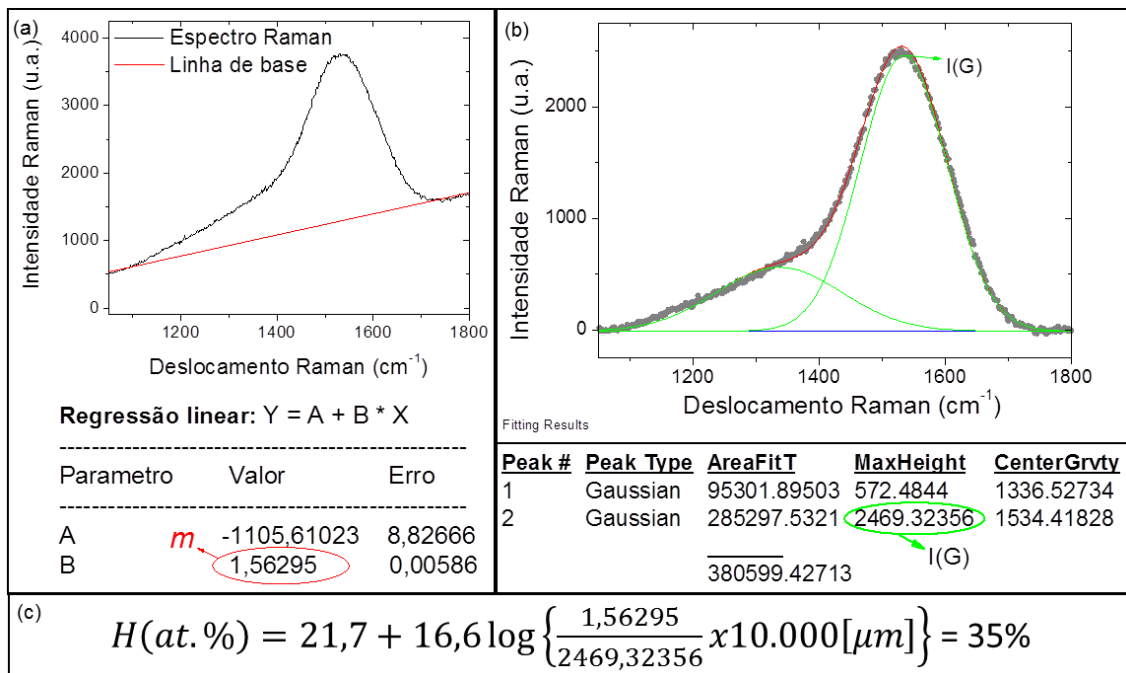 (a)
4000
3000
2000
1000
0
Intensidade Raman (u.a.)
Espectro Raman
Linha de base
1200 1400 1600 1800
Deslocamento Raman (cm⁻¹)
Regressão linear: Y = A + B * X
------------------------------------------------------------
Parametro Valor Erro
------------------------------------------------------------
A -1105,61023 8,82666
m
B 1,56295 0,00586
(b)
2000
1000
0
Intensidade Raman (u.a.)
I(G)
1200 1400 1600 1800
Deslocamento Raman (cm⁻¹)
Fitting Results
Peak # Peak Type AreaFitT MaxHeight CenterGrvty
1 Gaussian 95301.89503 572.4844 1336.52734
2 Gaussian 285297.5321 2469.32356 1534.41828
I(G)
380599.42713
(c)
H(at.%) = 21,7 + 16,6 log {1,56295/2469,32356 x10.000[μm]} = 35%